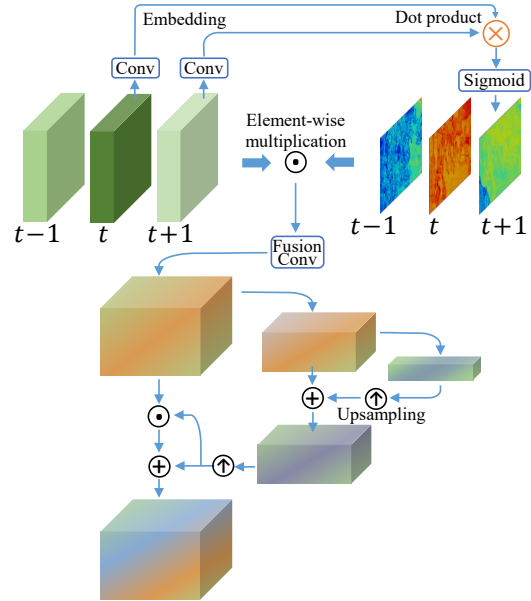 Embedding
Dot product
Conv
Conv
Sigmoid
Element-wise
multiplication
t−1
t
t+1
t−1
t
t+1
Fusion
Conv
Upsampling